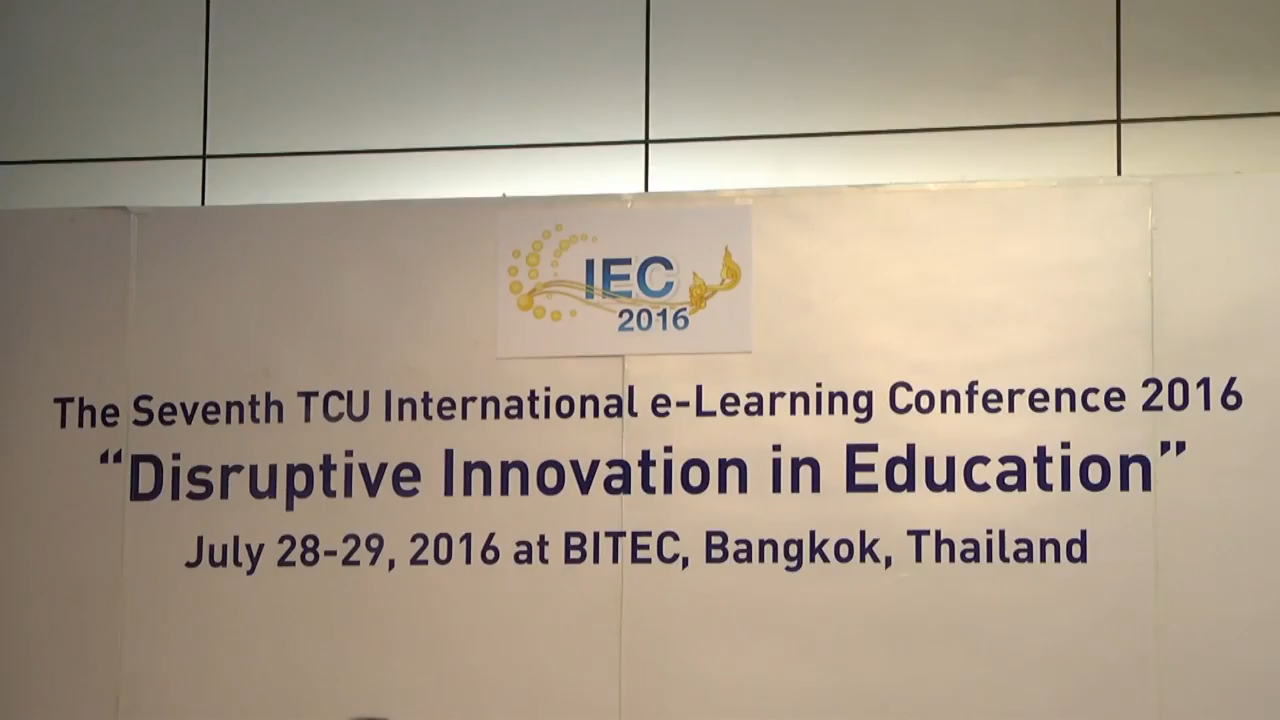 IEC
2016
The Seventh TCU International e-Learning Conference 2016
“Disruptive Innovation in Education”
July 28-29, 2016 at BITEC, Bangkok, Thailand